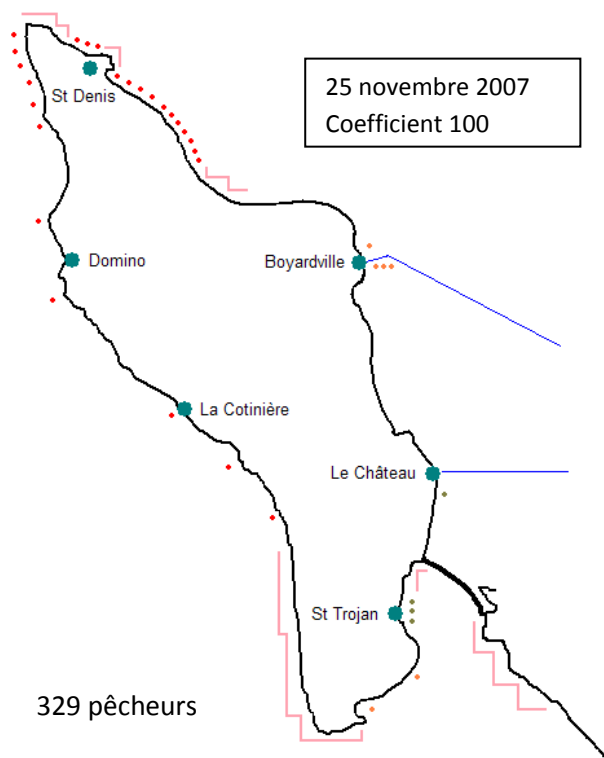 25 novembre 2007
Coefficient 100
St Denis
Domino
Boyardville
La Cotinière
Le Château
St Trojan
329 pêcheurs